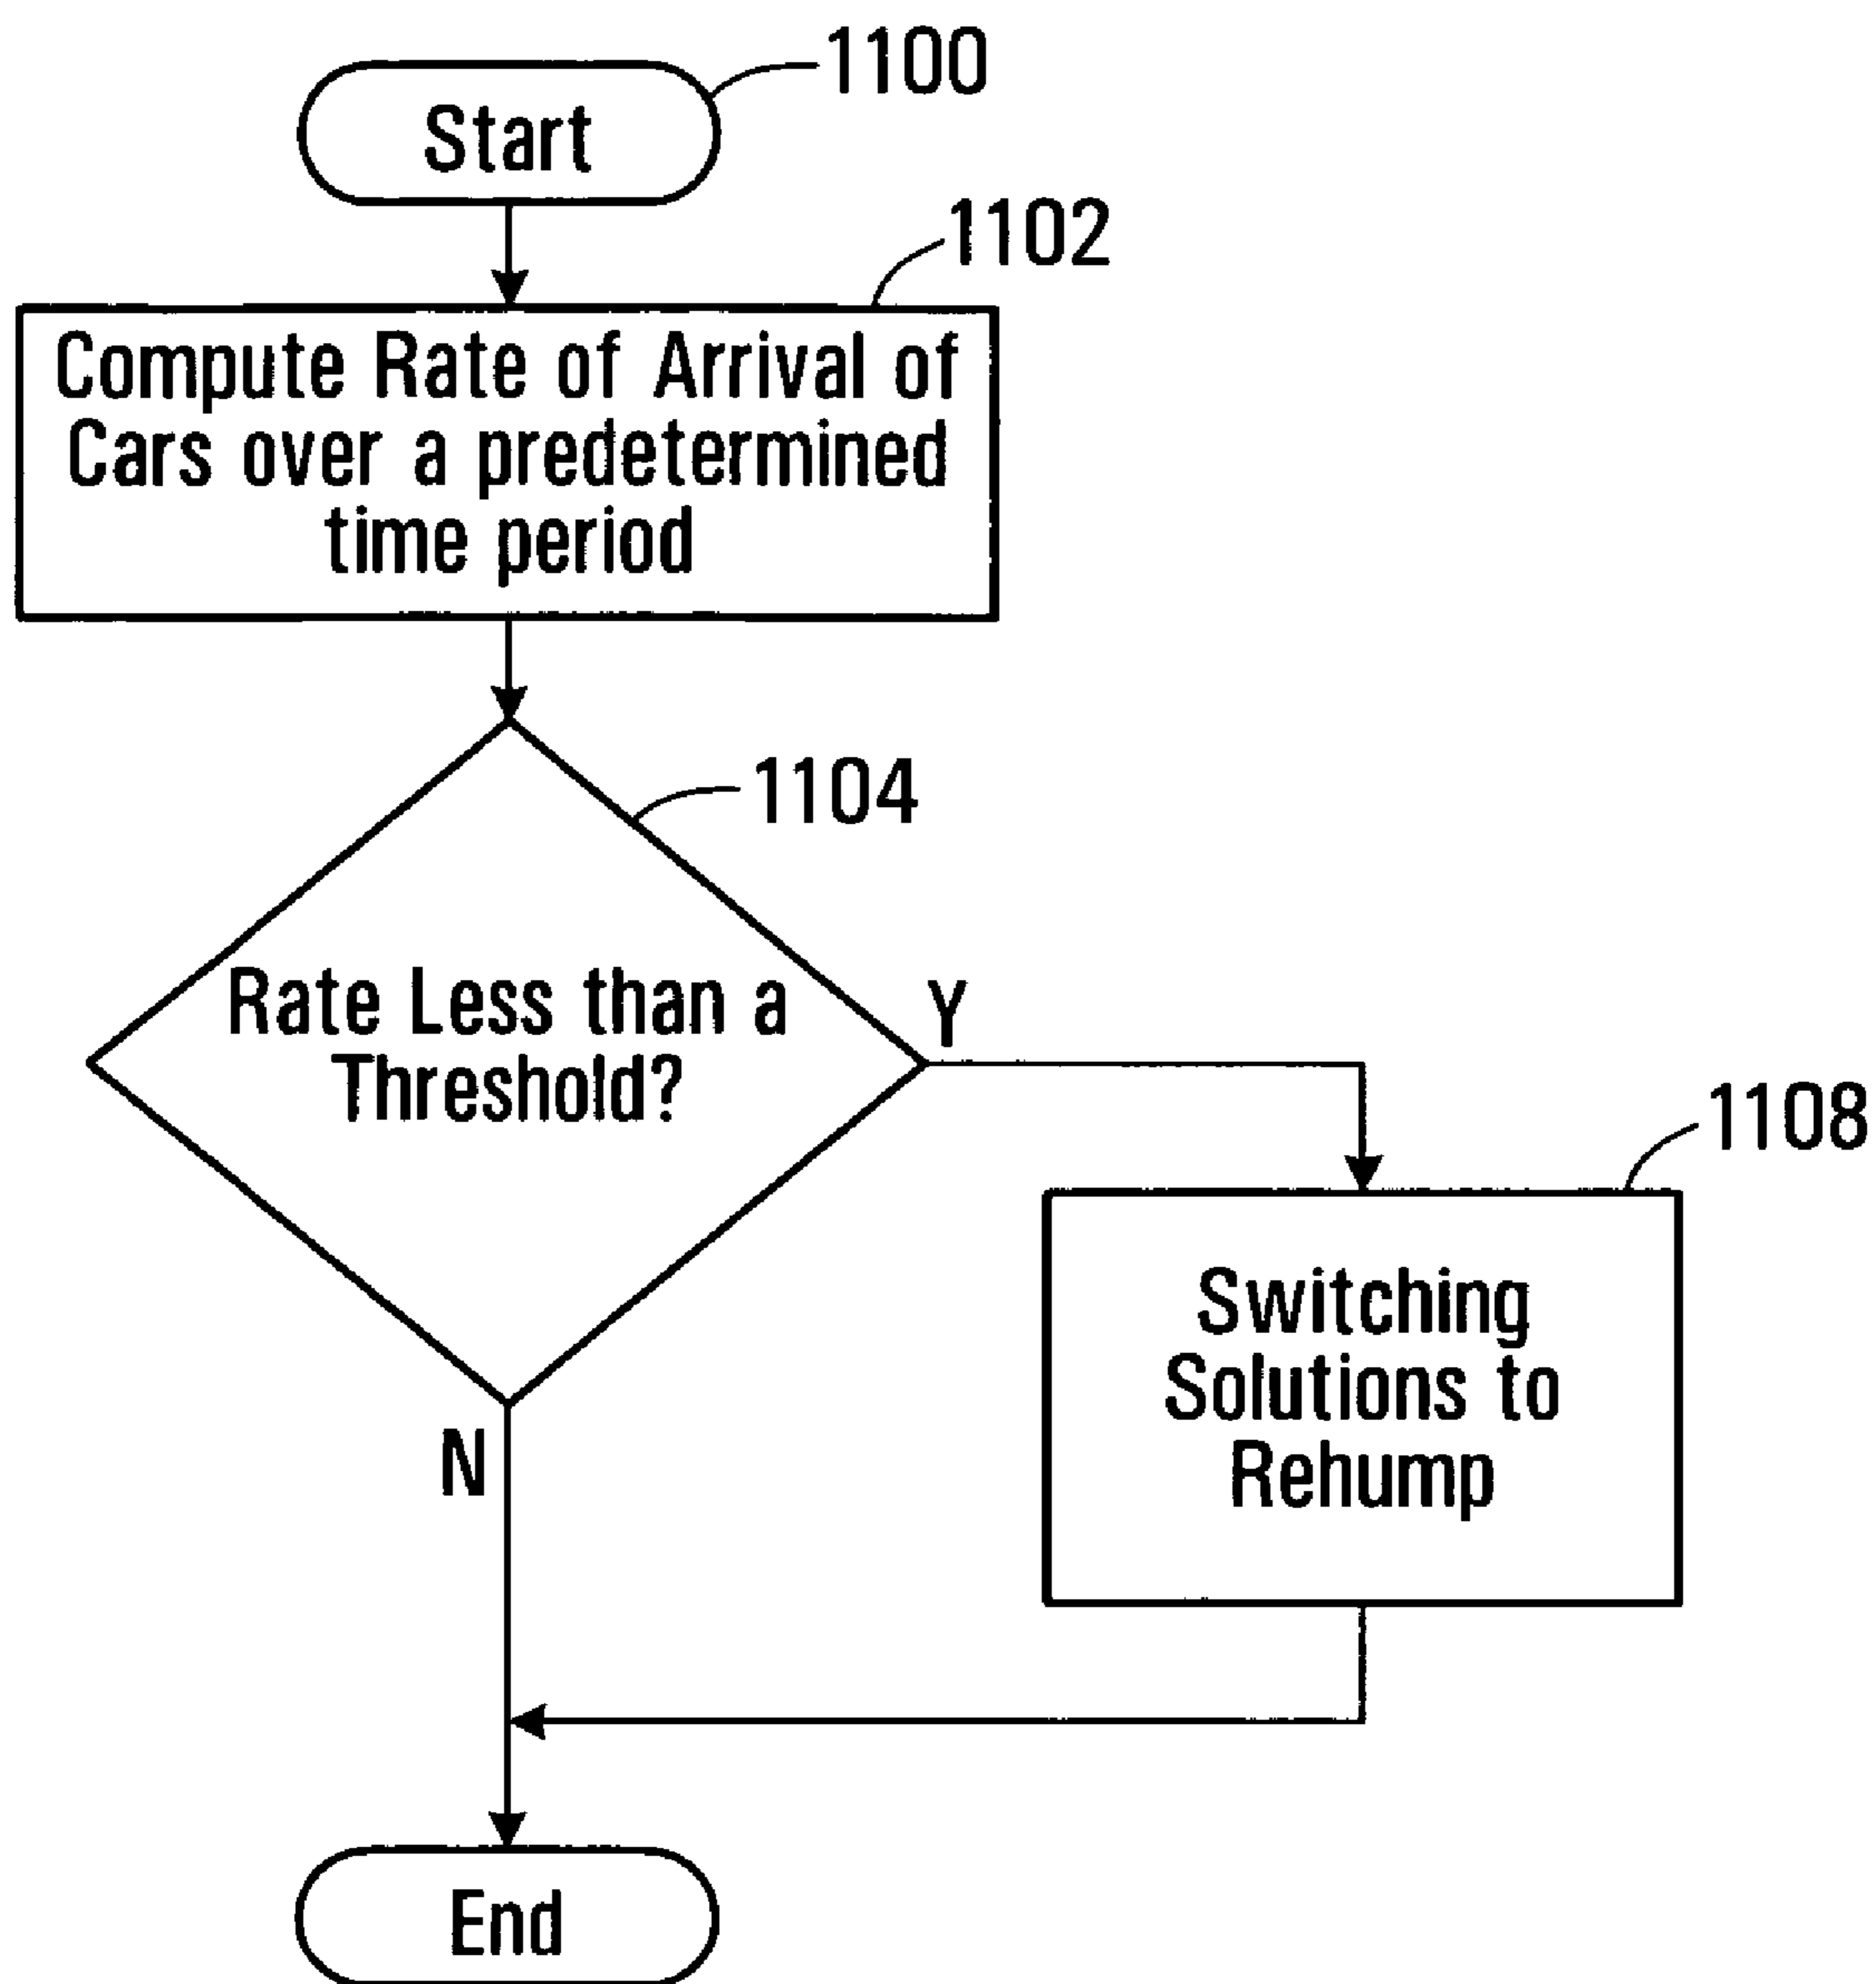 1100
Start
1102
Compute Rate of Arrival of
Cars over a predetermined
time period
1104
Rate Less than a
Threshold?
Y
1108
Switching
Solutions to
Rehump
N
End